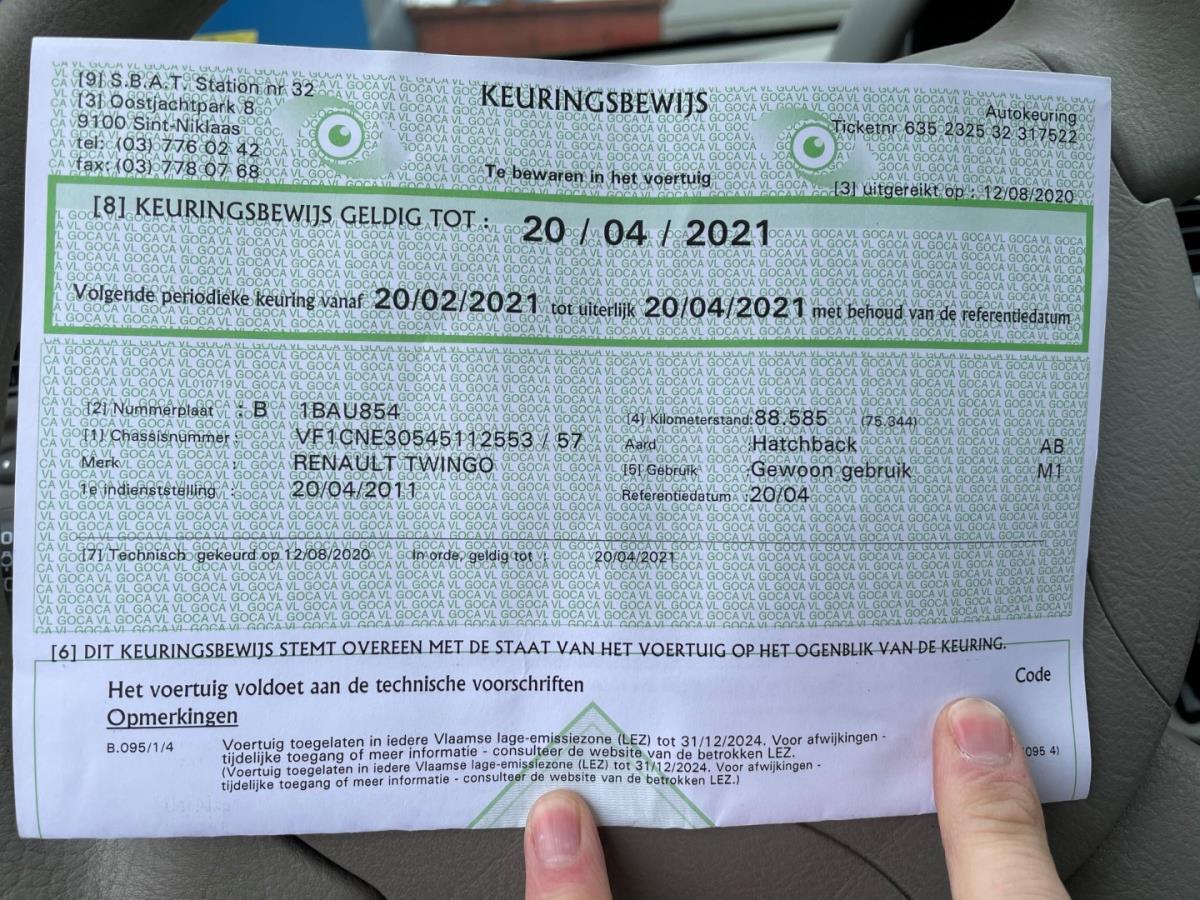 [9] S.B.A.T. Station nr 32
[3] Oostjachtpark 8
9100 Sint-Niklaas
tel: (03) 776 02 42
fax: (03) 778 07 68
KEURINGSBEWIJS
Te bewaren in het voertuig
Autokeuring
Ticketnr 635 2325 32 317522
[3] uitgereikt op : 12/08/2020
[8] KEURINGSBEWIJS GELDIG TOT : 20 / 04 / 2021
Volgende periodieke keuring vanaf 20/02/2021 tot uiterlijk 20/04/2021 met behoud van de referentiedatum
[2] Nummerplaat : B 1BAU854
[1] Chassisnummer : VF1CNE30545112553 / 57
Merk : RENAULT TWINGO
1e indienststelling : 20/04/2011
[4] Kilometerstand: 88.585 (75.344)
Aard :Hatchback AB
[5] Gebruik :Gewoon gebruik M1
Referentiedatum :20/04
[7] Technisch gekeurd op 12/08/2020 In orde, geldig tot : 20/04/2021
[6] DIT KEURINGSBEWIJS STEMT OVEREEN MET DE STAAT VAN HET VOERTUIG OP HET OGENBLIK VAN DE KEURING.
Het voertuig voldoet aan de technische voorschriften
Code
Opmerkingen
B.095/1/4 Voertuig toegelaten in iedere Vlaamse lage-emissiezone (LEZ) tot 31/12/2024. Voor afwijkingen -
tijdelijke toegang of meer informatie - consulteer de website van de betrokken LEZ.
(Voertuig toegelaten in iedere Vlaamse lage-emissiezone (LEZ) tot 31/12/2024. Voor afwijkingen -
tijdelijke toegang of meer informatie - consulteer de website van de betrokken LEZ.)
095 4)